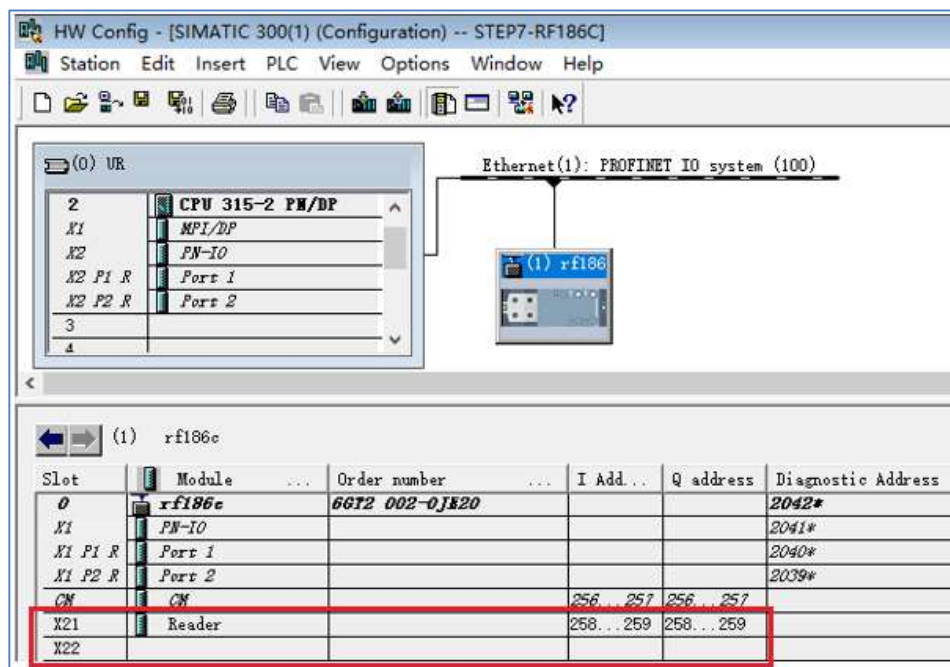 HW Config - [SIMATIC 300(1) (Configuration) -- STEP7-RF186C]
Station Edit Insert PLC View Options Window Help
(0) UR
2 CPU 315-2 PN/DP
X1 MPI/DP
X2 PN-IO
X2 P1 R Port 1
X2 P2 R Port 2
3
4
Ethernet(1): PROFINET IO system (100)
(1) rf186
(1) rf186c
Slot Module ... Order number ... I Add... Q address Diagnostic Address
0 rf186c 6GT2 002-0JE20 2042*
X1 PN-IO 2041*
X1 P1 R Port 1 2040*
X1 P2 R Port 2 2039*
CM CM 256...257 256...257
X21 Reader 258...259 258...259
X22